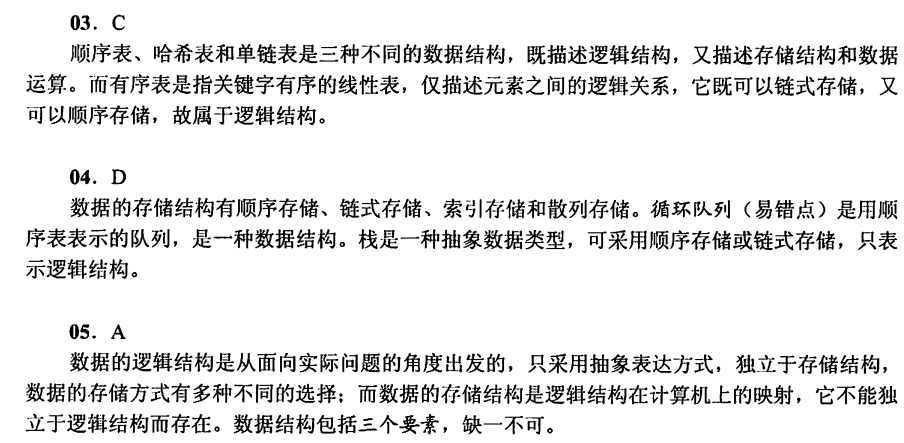 03. C
顺序表、哈希表和单链表是三种不同的数据结构，既描述逻辑结构，又描述存储结构和数据
运算。而有序表是指关键字有序的线性表，仅描述元素之间的逻辑关系，它既可以链式存储，又
可以顺序存储，故属于逻辑结构。
04. D
数据的存储结构有顺序存储、链式存储、索引存储和散列存储。循环队列（易错点）是用顺
序表表示的队列，是一种数据结构。栈是一种抽象数据类型，可采用顺序存储或链式存储，只表
示逻辑结构。
05. A
数据的逻辑结构是从面向实际问题的角度出发的，只采用抽象表达方式，独立于存储结构，
数据的存储方式有多种不同的选择；而数据的存储结构是逻辑结构在计算机上的映射，它不能独
立于逻辑结构而存在。数据结构包括三个要素，缺一不可。